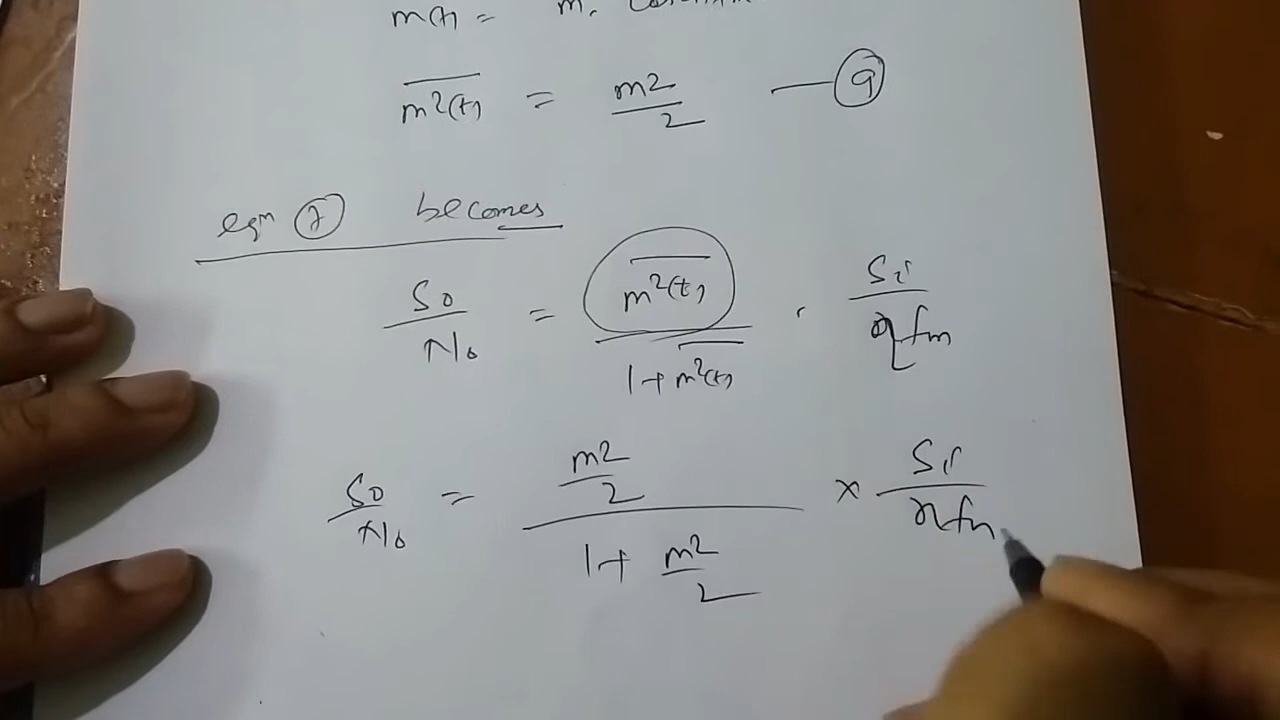 m(t) = m.
m²(t) = m²/2 — 9
eqn 7 becomes
So/No = m²(t)/1+m²(t) . Si/ηfm
So/No = m²/2 / 1+ m²/2 × Si/ηfm